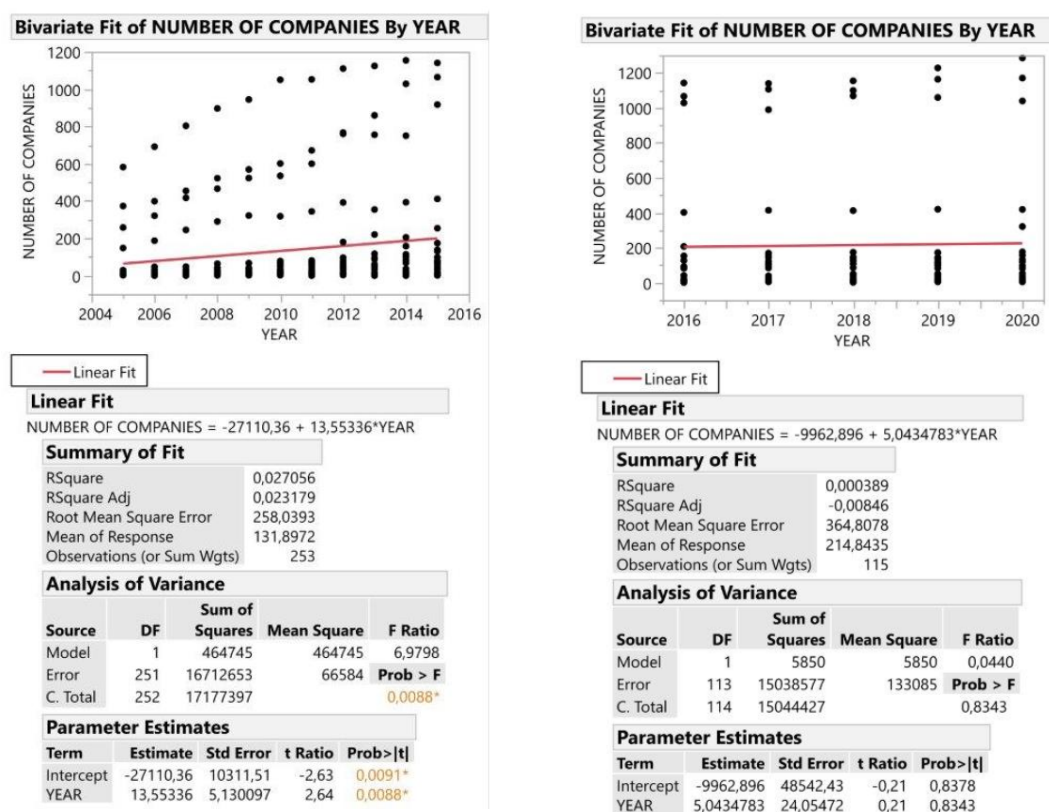 Bivariate Fit of NUMBER OF COMPANIES By YEAR
1200
1000
800
600
400
200
0
NUMBER OF COMPANIES
2004 2006 2008 2010 2012 2014 2016
YEAR
Linear Fit
Linear Fit
NUMBER OF COMPANIES = -27110,36 + 13,55336*YEAR
Summary of Fit
RSquare 0,027056
RSquare Adj 0,023179
Root Mean Square Error 258,0393
Mean of Response 131,8972
Observations (or Sum Wgts) 253
Analysis of Variance
Sum of
Source DF Squares Mean Square F Ratio
Model 1 464745 464745 6,9798
Error 251 16712653 66584 Prob > F
C. Total 252 17177397 0,0088*
Parameter Estimates
Term Estimate Std Error t Ratio Prob>|t|
Intercept -27110,36 10311,51 -2,63 0,0091*
YEAR 13,55336 5,130097 2,64 0,0088*
Bivariate Fit of NUMBER OF COMPANIES By YEAR
1200
1000
800
600
400
200
0
NUMBER OF COMPANIES
2016 2017 2018 2019 2020
YEAR
Linear Fit
Linear Fit
NUMBER OF COMPANIES = -9962,896 + 5,0434783*YEAR
Summary of Fit
RSquare 0,000389
RSquare Adj -0,00846
Root Mean Square Error 364,8078
Mean of Response 214,8435
Observations (or Sum Wgts) 115
Analysis of Variance
Sum of
Source DF Squares Mean Square F Ratio
Model 1 5850 5850 0,0440
Error 113 15038577 133085 Prob > F
C. Total 114 15044427 0,8343
Parameter Estimates
Term Estimate Std Error t Ratio Prob>|t|
Intercept -9962,896 48542,43 -0,21 0,8378
YEAR 5,0434783 24,05472 0,21 0,8343